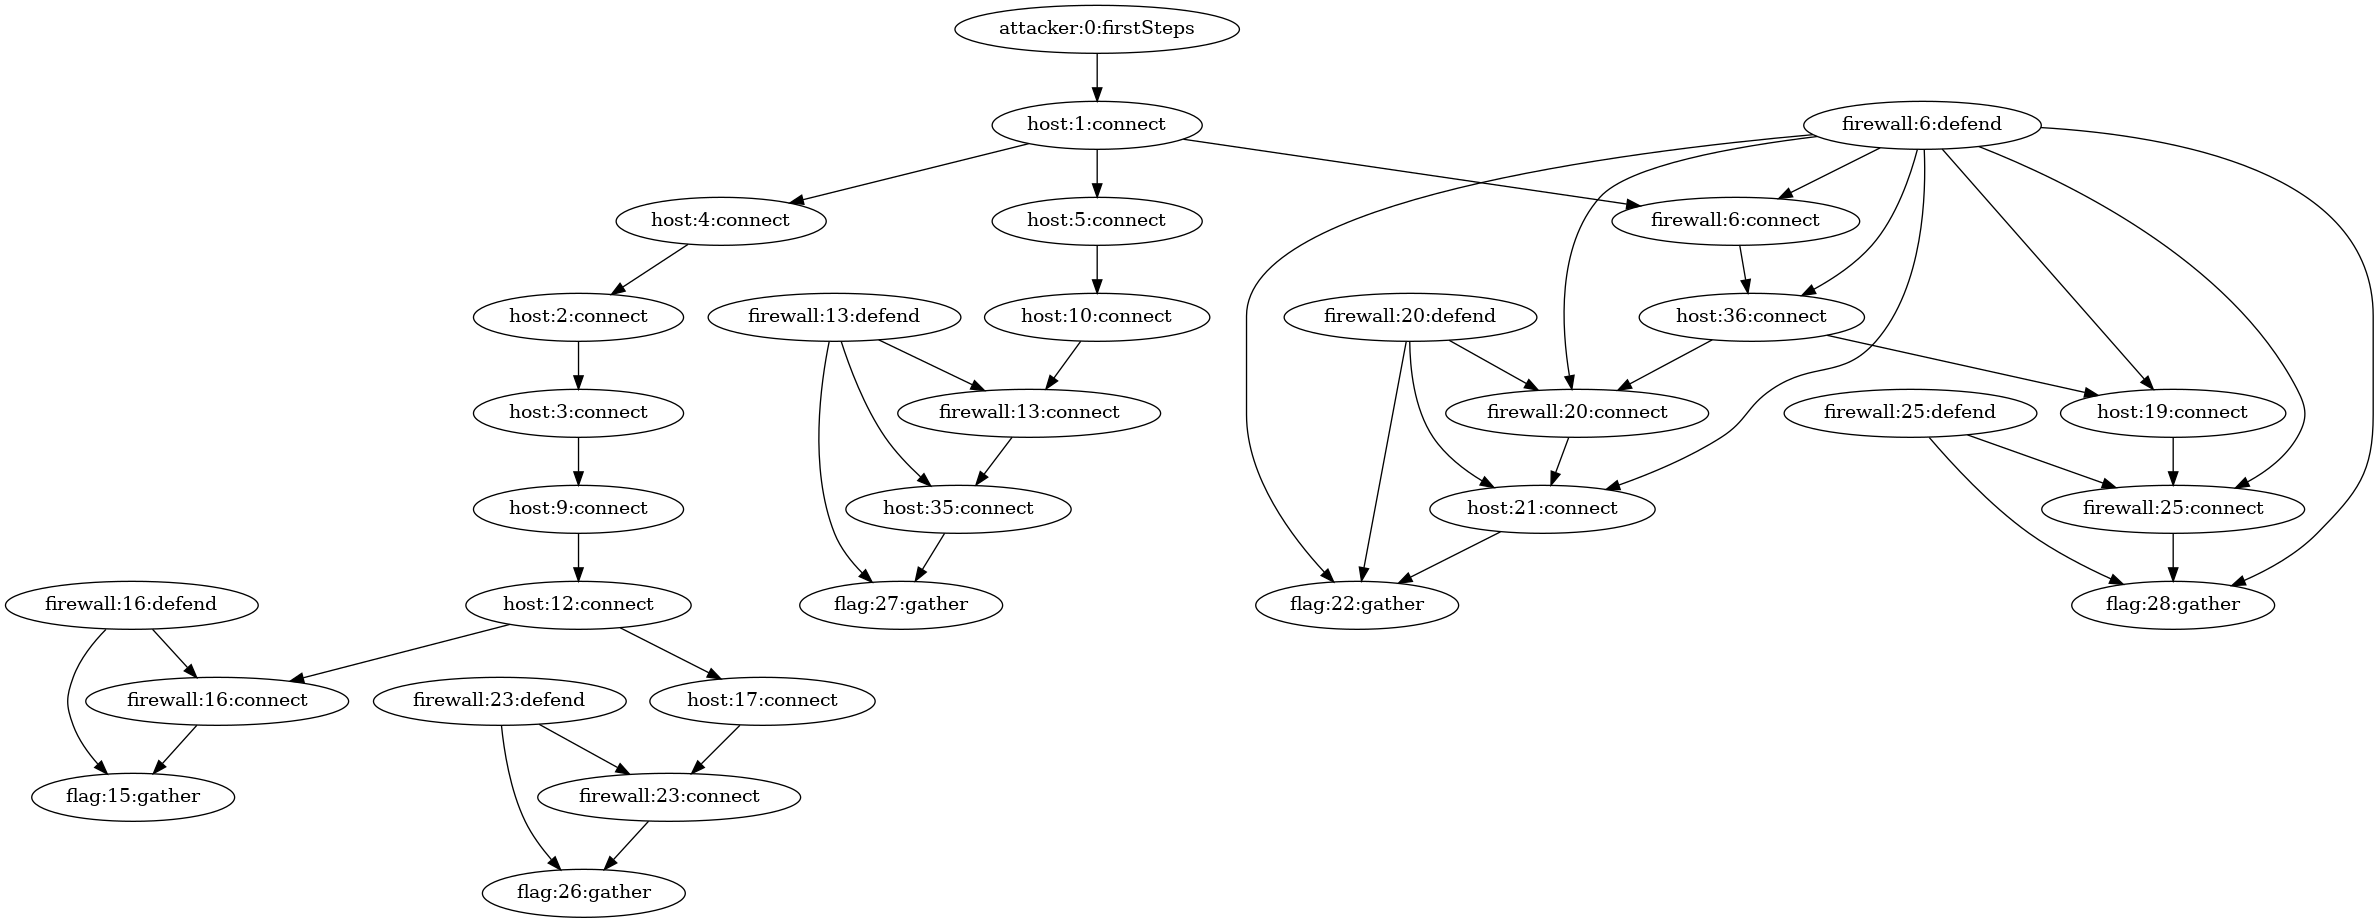 attacker:0:firstSteps
host:1:connect
firewall:6:defend
host:4:connect
host:5:connect
firewall:6:connect
host:2:connect
firewall:13:defend
host:10:connect
firewall:20:defend
host:36:connect
host:3:connect
firewall:13:connect
firewall:20:connect
firewall:25:defend
host:19:connect
host:9:connect
host:35:connect
host:21:connect
firewall:25:connect
firewall:16:defend
host:12:connect
flag:27:gather
flag:22:gather
flag:28:gather
firewall:16:connect
firewall:23:defend
host:17:connect
flag:15:gather
firewall:23:connect
flag:26:gather